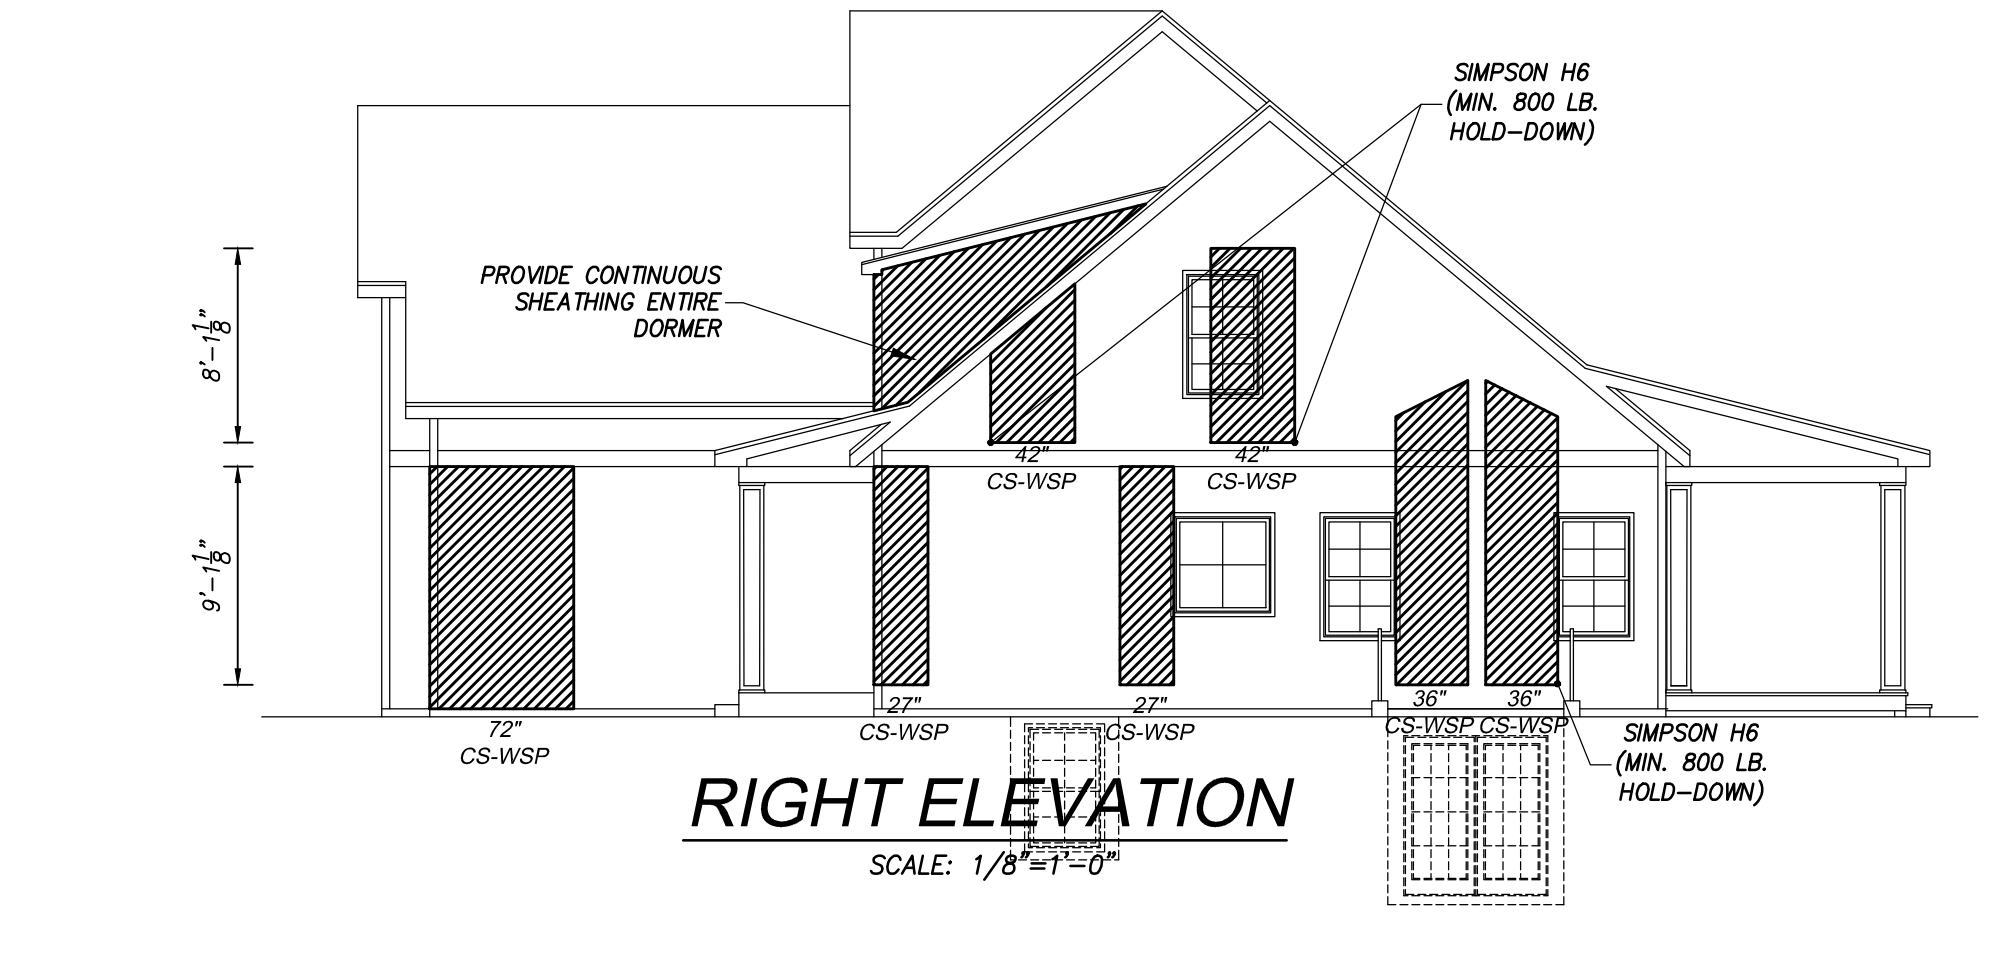 SIMPSON H6
(MIN. 800 LB.
HOLD-DOWN)
PROVIDE CONTINUOUS
SHEATHING ENTIRE
DORMER
8'-1 1/8"
42"
CS-WSP
42"
CS-WSP
9'-1 1/8"
27"
CS-WSP
27"
CS-WSP
36"
CS-WSP
36"
CS-WSP
72"
CS-WSP
SIMPSON H6
(MIN. 800 LB.
HOLD-DOWN)
RIGHT ELEVATION
SCALE: 1/8"=1'-0"